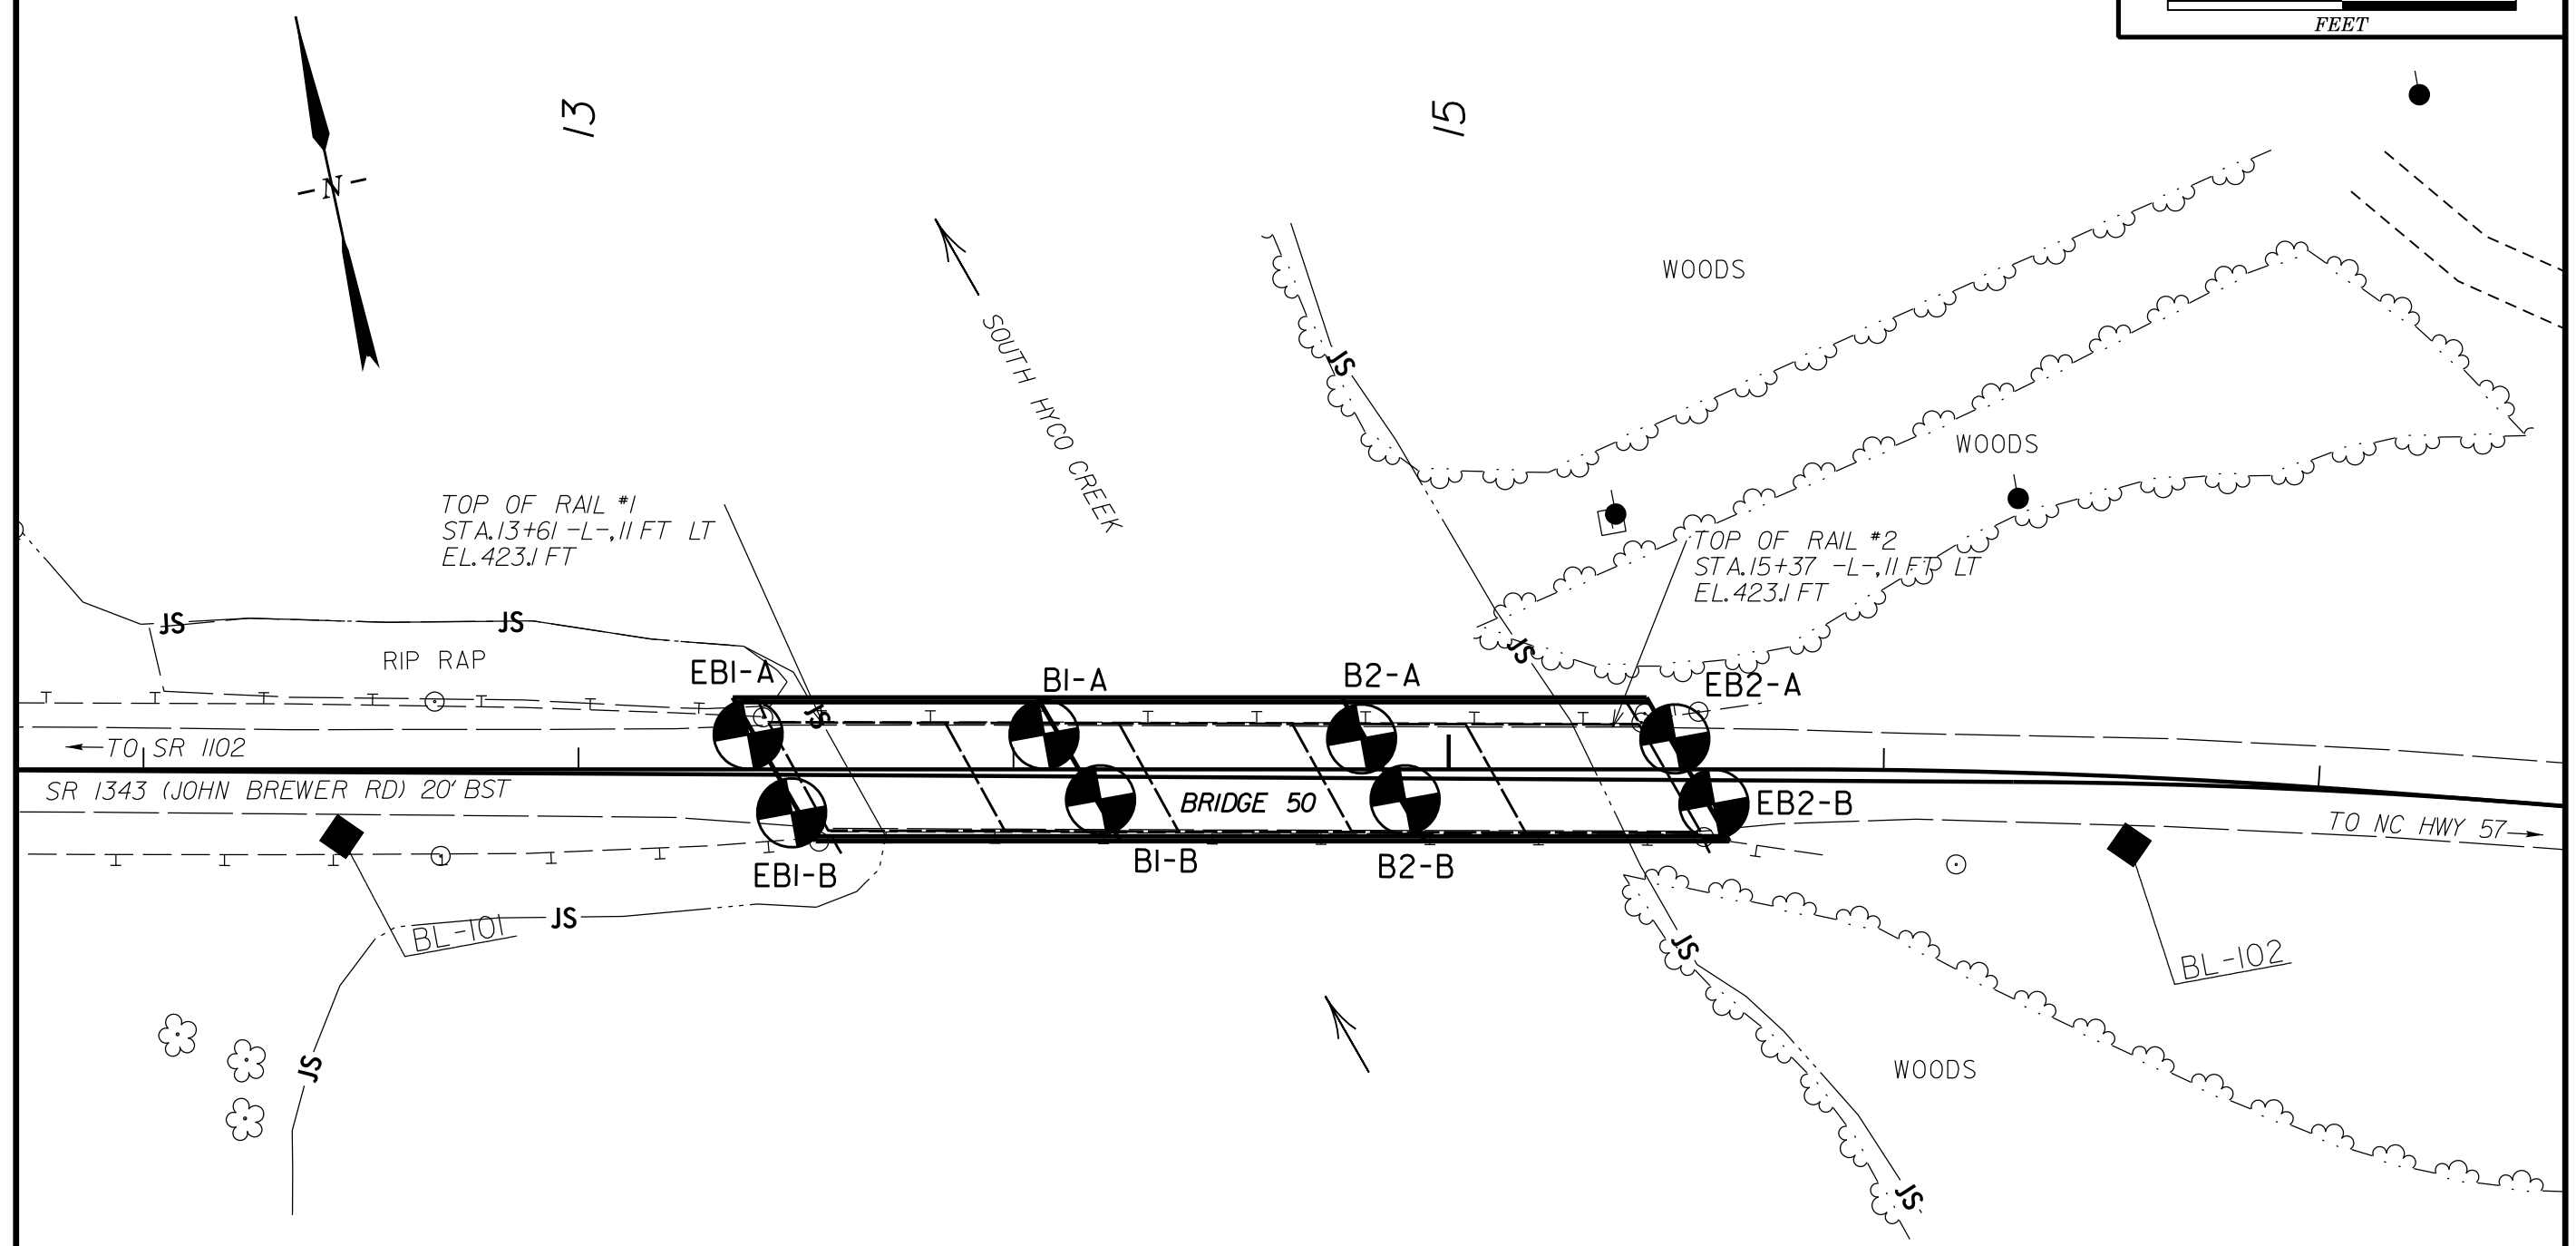 FEET
13
15
N
WOODS
SOUTH HYCO CREEK
WOODS
TOP OF RAIL #1
STA.13+61 -L-,11 FT LT
EL.423.1 FT
TOP OF RAIL #2
STA.15+37 -L-,11 FT LT
EL.423.1 FT
JS
JS
JS
JS
RIP RAP
EB1-A
B1-A
B2-A
EB2-A
JS
TO SR 1102
SR 1343 (JOHN BREWER RD) 20' BST
BRIDGE 50
EB2-B
TO NC HWY 57
EB1-B
B1-B
B2-B
JS
BL-101
JS
BL-102
JS
WOODS
JS